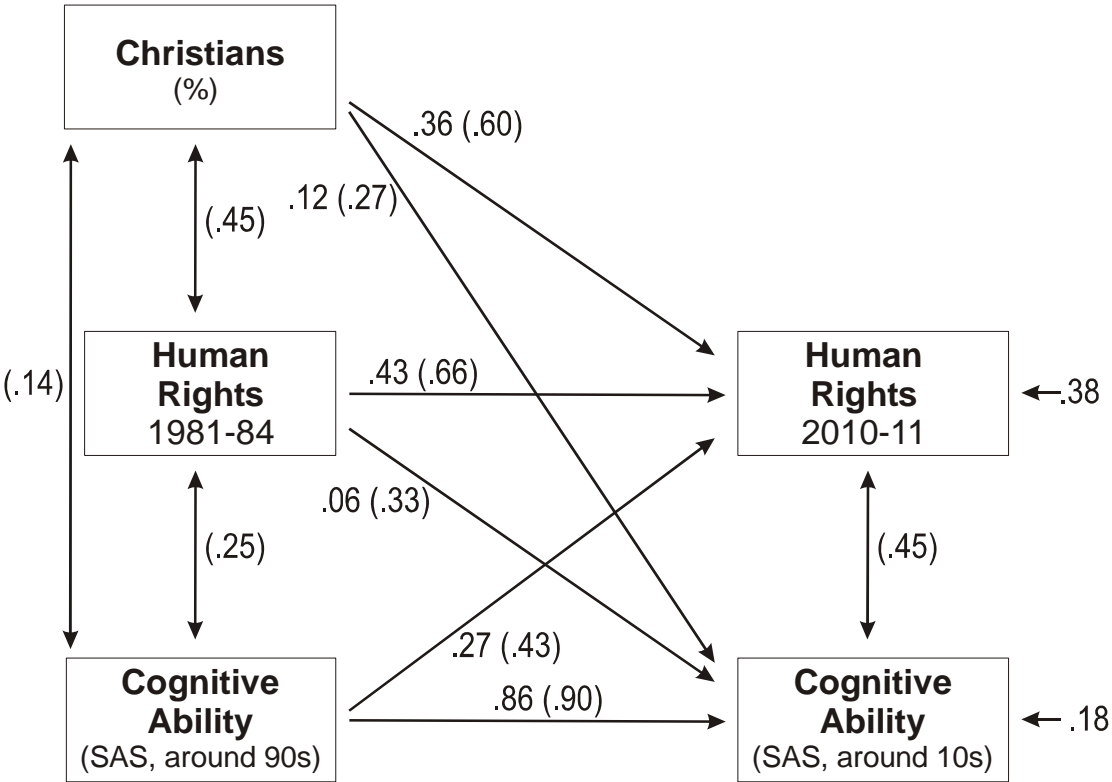 Christians
(%)
.36 (.60)
.12 (.27)
(.45)
Human
Rights
1981-84
.43 (.66)
Human
Rights
2010-11
.38
(.14)
.06 (.33)
(.25)
(.45)
.27 (.43)
Cognitive
Ability
(SAS, around 90s)
.86 (.90)
Cognitive
Ability
(SAS, around 10s)
.18